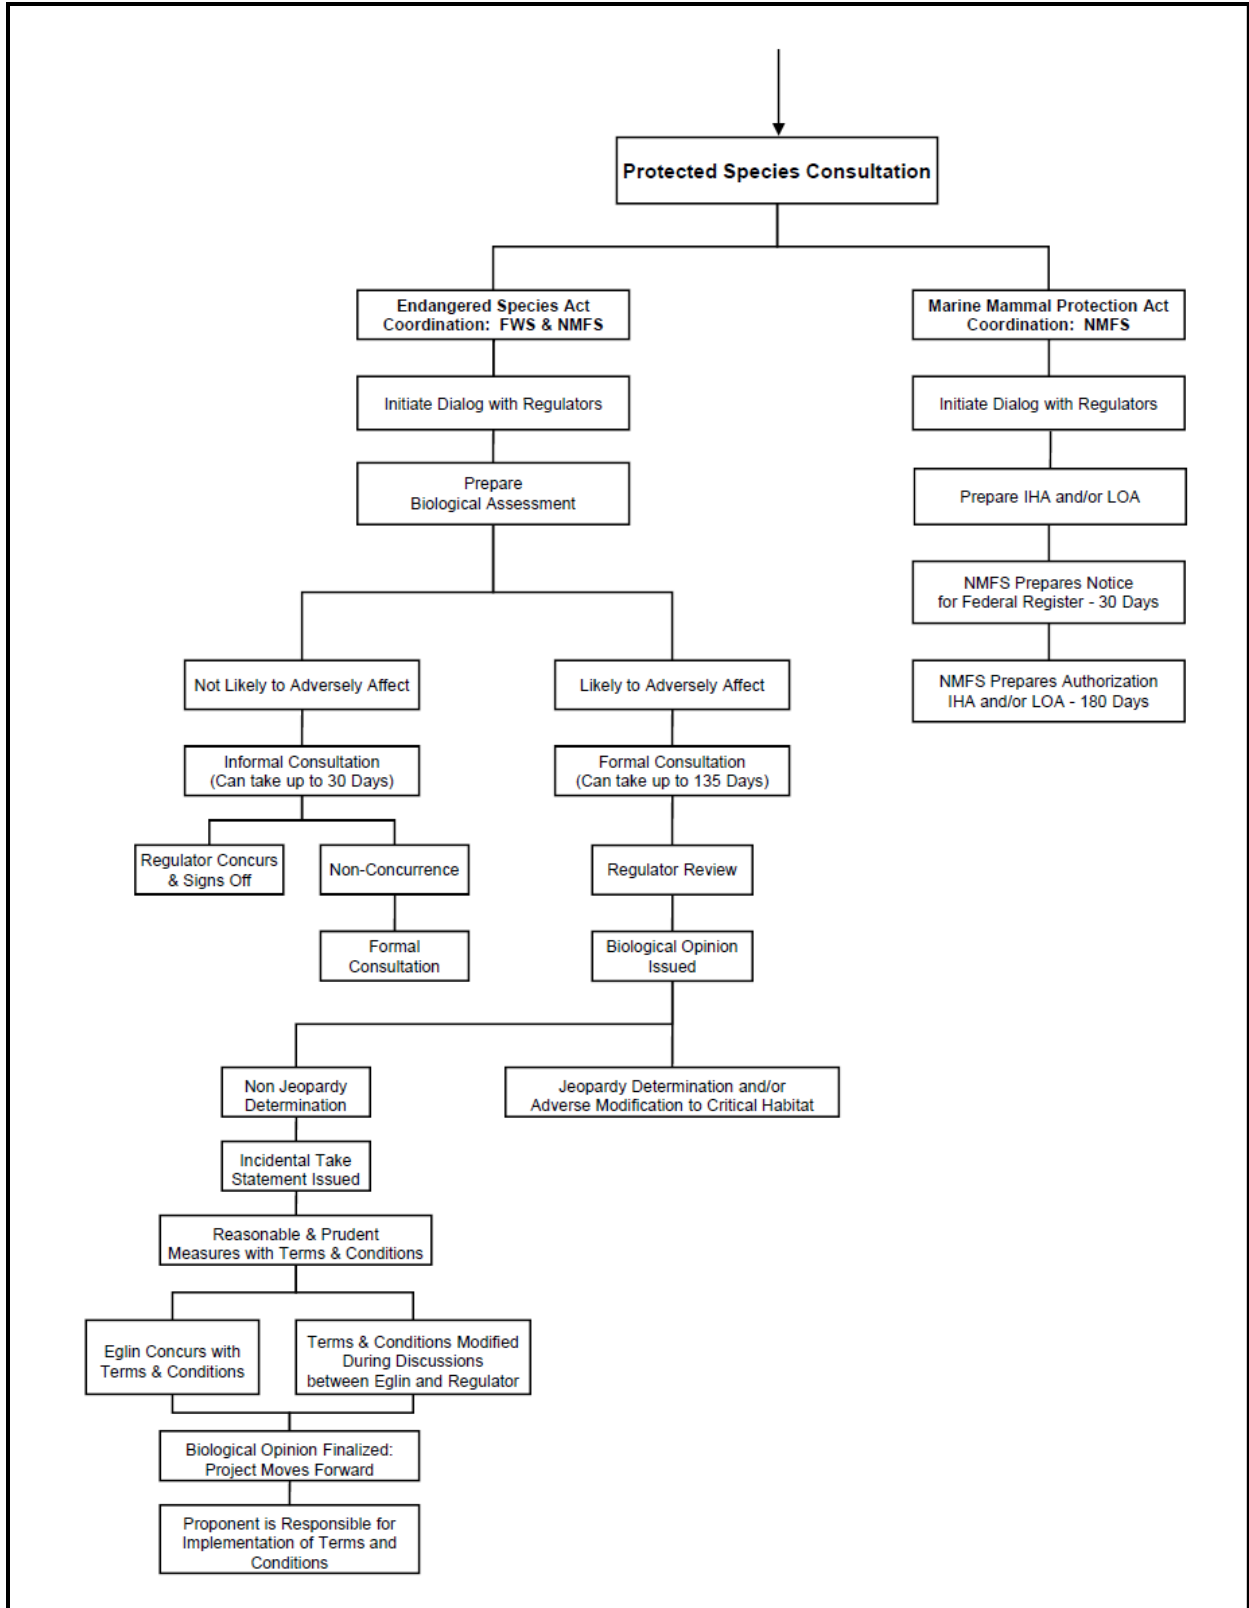 Protected Species Consultation
Endangered Species Act
Coordination: FWS & NMFS
Marine Mammal Protection Act
Coordination: NMFS
Initiate Dialog with Regulators
Initiate Dialog with Regulators
Prepare
Biological Assessment
Prepare IHA and/or LOA
NMFS Prepares Notice
for Federal Register - 30 Days
Not Likely to Adversely Affect
Likely to Adversely Affect
NMFS Prepares Authorization
IHA and/or LOA - 180 Days
Informal Consultation
(Can take up to 30 Days)
Formal Consultation
(Can take up to 135 Days)
Regulator Concurs
& Signs Off
Non-Concurrence
Regulator Review
Formal
Consultation
Biological Opinion
Issued
Non Jeopardy
Determination
Jeopardy Determination and/or
Adverse Modification to Critical Habitat
Incidental Take
Statement Issued
Reasonable & Prudent
Measures with Terms & Conditions
Eglin Concurs with
Terms & Conditions
Terms & Conditions Modified
During Discussions
between Eglin and Regulator
Biological Opinion Finalized:
Project Moves Forward
Proponent is Responsible for
Implementation of Terms and
Conditions